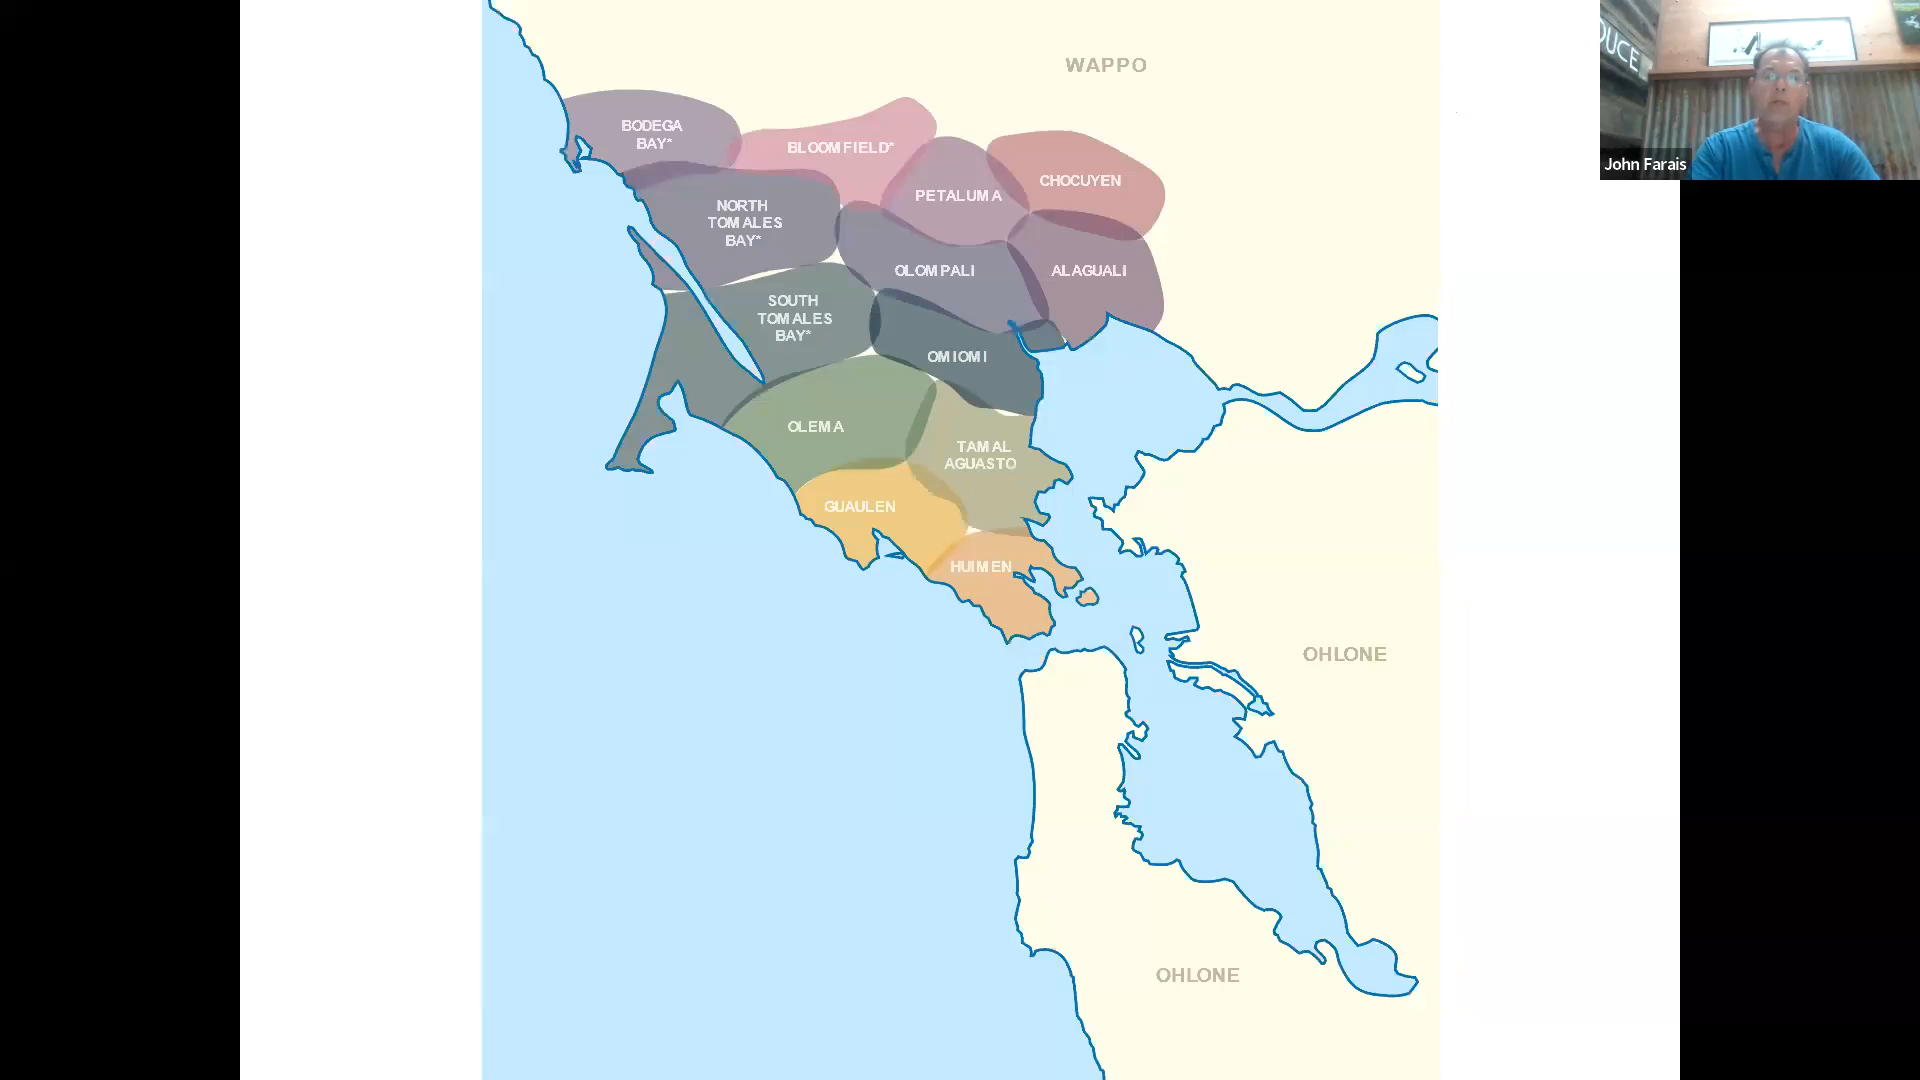 WAPPO
BODEGA
BAY*
BLOOMFIELD*
PETALUMA
CHOCUYEN
NORTH
TOMALES
BAY*
OLOMPALI
ALAGUALI
SOUTH
TOMALES
BAY*
OMIOMI
OLEMA
TAMAL
AGUASTO
GUAULEN
HUIMEN
OHLONE
OHLONE
DUCE
John Farais